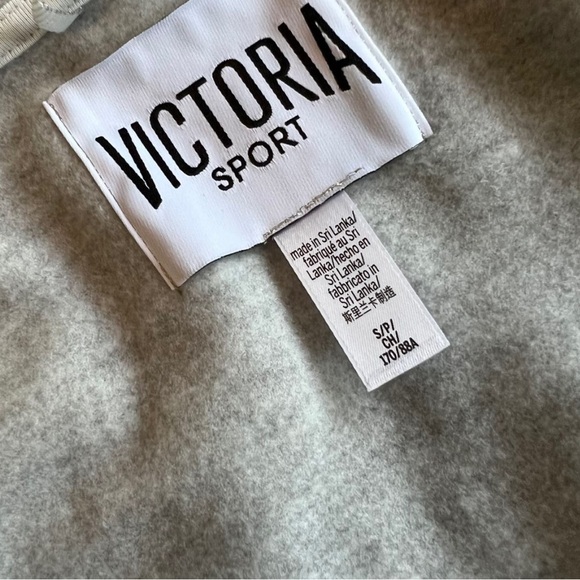 VICTORIA
SPORT
made in Sri Lanka/
fabriqué au Sri
Lanka/hecho en
Sri Lanka/
fabbricato in
Sri Lanka/
斯里兰卡制造
S/P/
CH/
170/88A